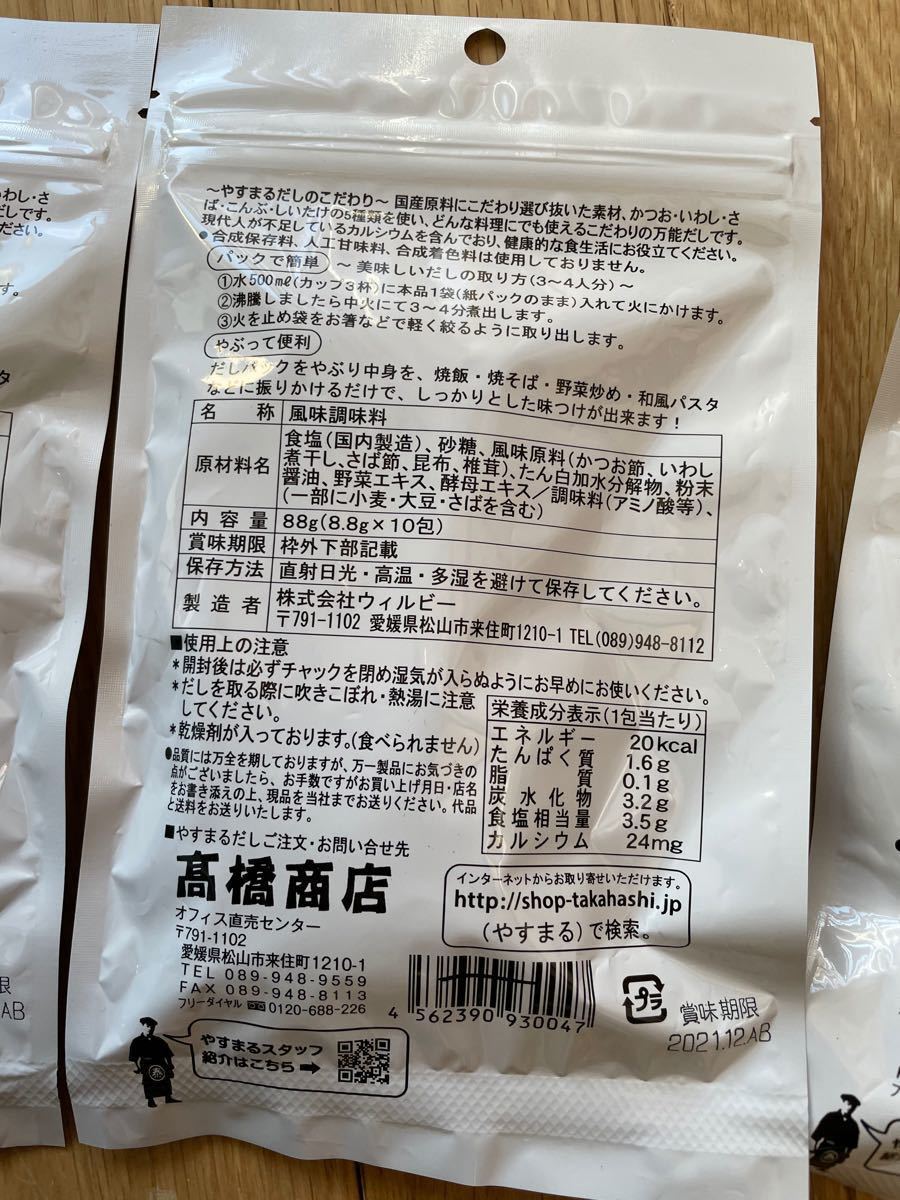 ～やすまるだしのこだわり～ 国産原料にこだわり選び抜いた素材、かつお・いわし・さ
ば・こんぶ・しいたけの5種類を使い、どんな料理にでも使えるこだわりの万能だしです。
現代人が不足しているカルシウムを含んでおり、健康的な食生活にお役立てください。
●合成保存料、人工甘味料、合成着色料は使用しておりません。
パックで簡単 ～美味しいだしの取り方(3～4人分)～
①水500mℓ(カップ3杯)に本品1袋(紙パックのまま)入れて火にかけます。
②沸騰しましたら中火にて3～4分煮出します。
③火を止め袋をお箸などで軽く絞るように取り出します。
やぶって便利
だしパックをやぶり中身を、焼飯・焼そば・野菜炒め・和風パスタ
などに振りかけるだけで、しっかりとした味つけが出来ます！
名称 風味調味料
原材料名 食塩(国内製造)、砂糖、風味原料(かつお節、いわし
煮干し、さば節、昆布、椎茸)、たん白加水分解物、粉末
醤油、野菜エキス、酵母エキス／調味料(アミノ酸等)、
(一部に小麦・大豆・さばを含む)
内容量 88g(8.8g×10包)
賞味期限 枠外下部記載
保存方法 直射日光・高温・多湿を避けて保存してください。
製造者 株式会社ウィルビー
〒791-1102 愛媛県松山市来住町1210-1 TEL(089)948-8112
■使用上の注意
＊開封後は必ずチャックを閉め湿気が入らぬようにお早めにお使いください。
＊だしを取る際に吹きこぼれ・熱湯に注意
してください。
＊乾燥剤が入っております。(食べられません)
●品質には万全を期しておりますが、万一製品にお気づきの
点がございましたら、お手数ですがお買い上げ月日・店名
をお書き添えの上、現品を当社までお送りください。代品
と送料をお送りいたします。
栄養成分表示(1包当たり)
エネルギー 20kcal
たんぱく質 1.6g
脂質 0.1g
炭水化物 3.2g
食塩相当量 3.5g
カルシウム 24mg
■やすまるだしご注文・お問い合せ先
髙橋商店
オフィス直売センター
〒791-1102
愛媛県松山市来住町1210-1
TEL 089-948-9559
FAX 089-948-8113
フリーダイヤル 0120-688-226
インターネットからお取り寄せいただけます。
http://shop-takahashi.jp
(やすまる)で検索。
4 562390 930047
プラ
賞味期限
2021.12.AB
やすまるスタッフ
紹介はこちら➡